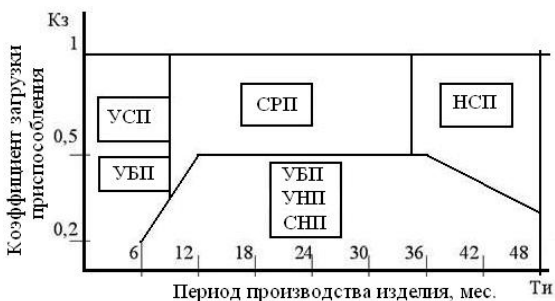 Кз
1
0,5
0,2
Коэффициент загрузки
приспособления
УСП
СРП
НСП
УБП
УБП
УНП
СНП
6 12 18 24 30 36 42 48
Период производства изделия, мес.
Ти